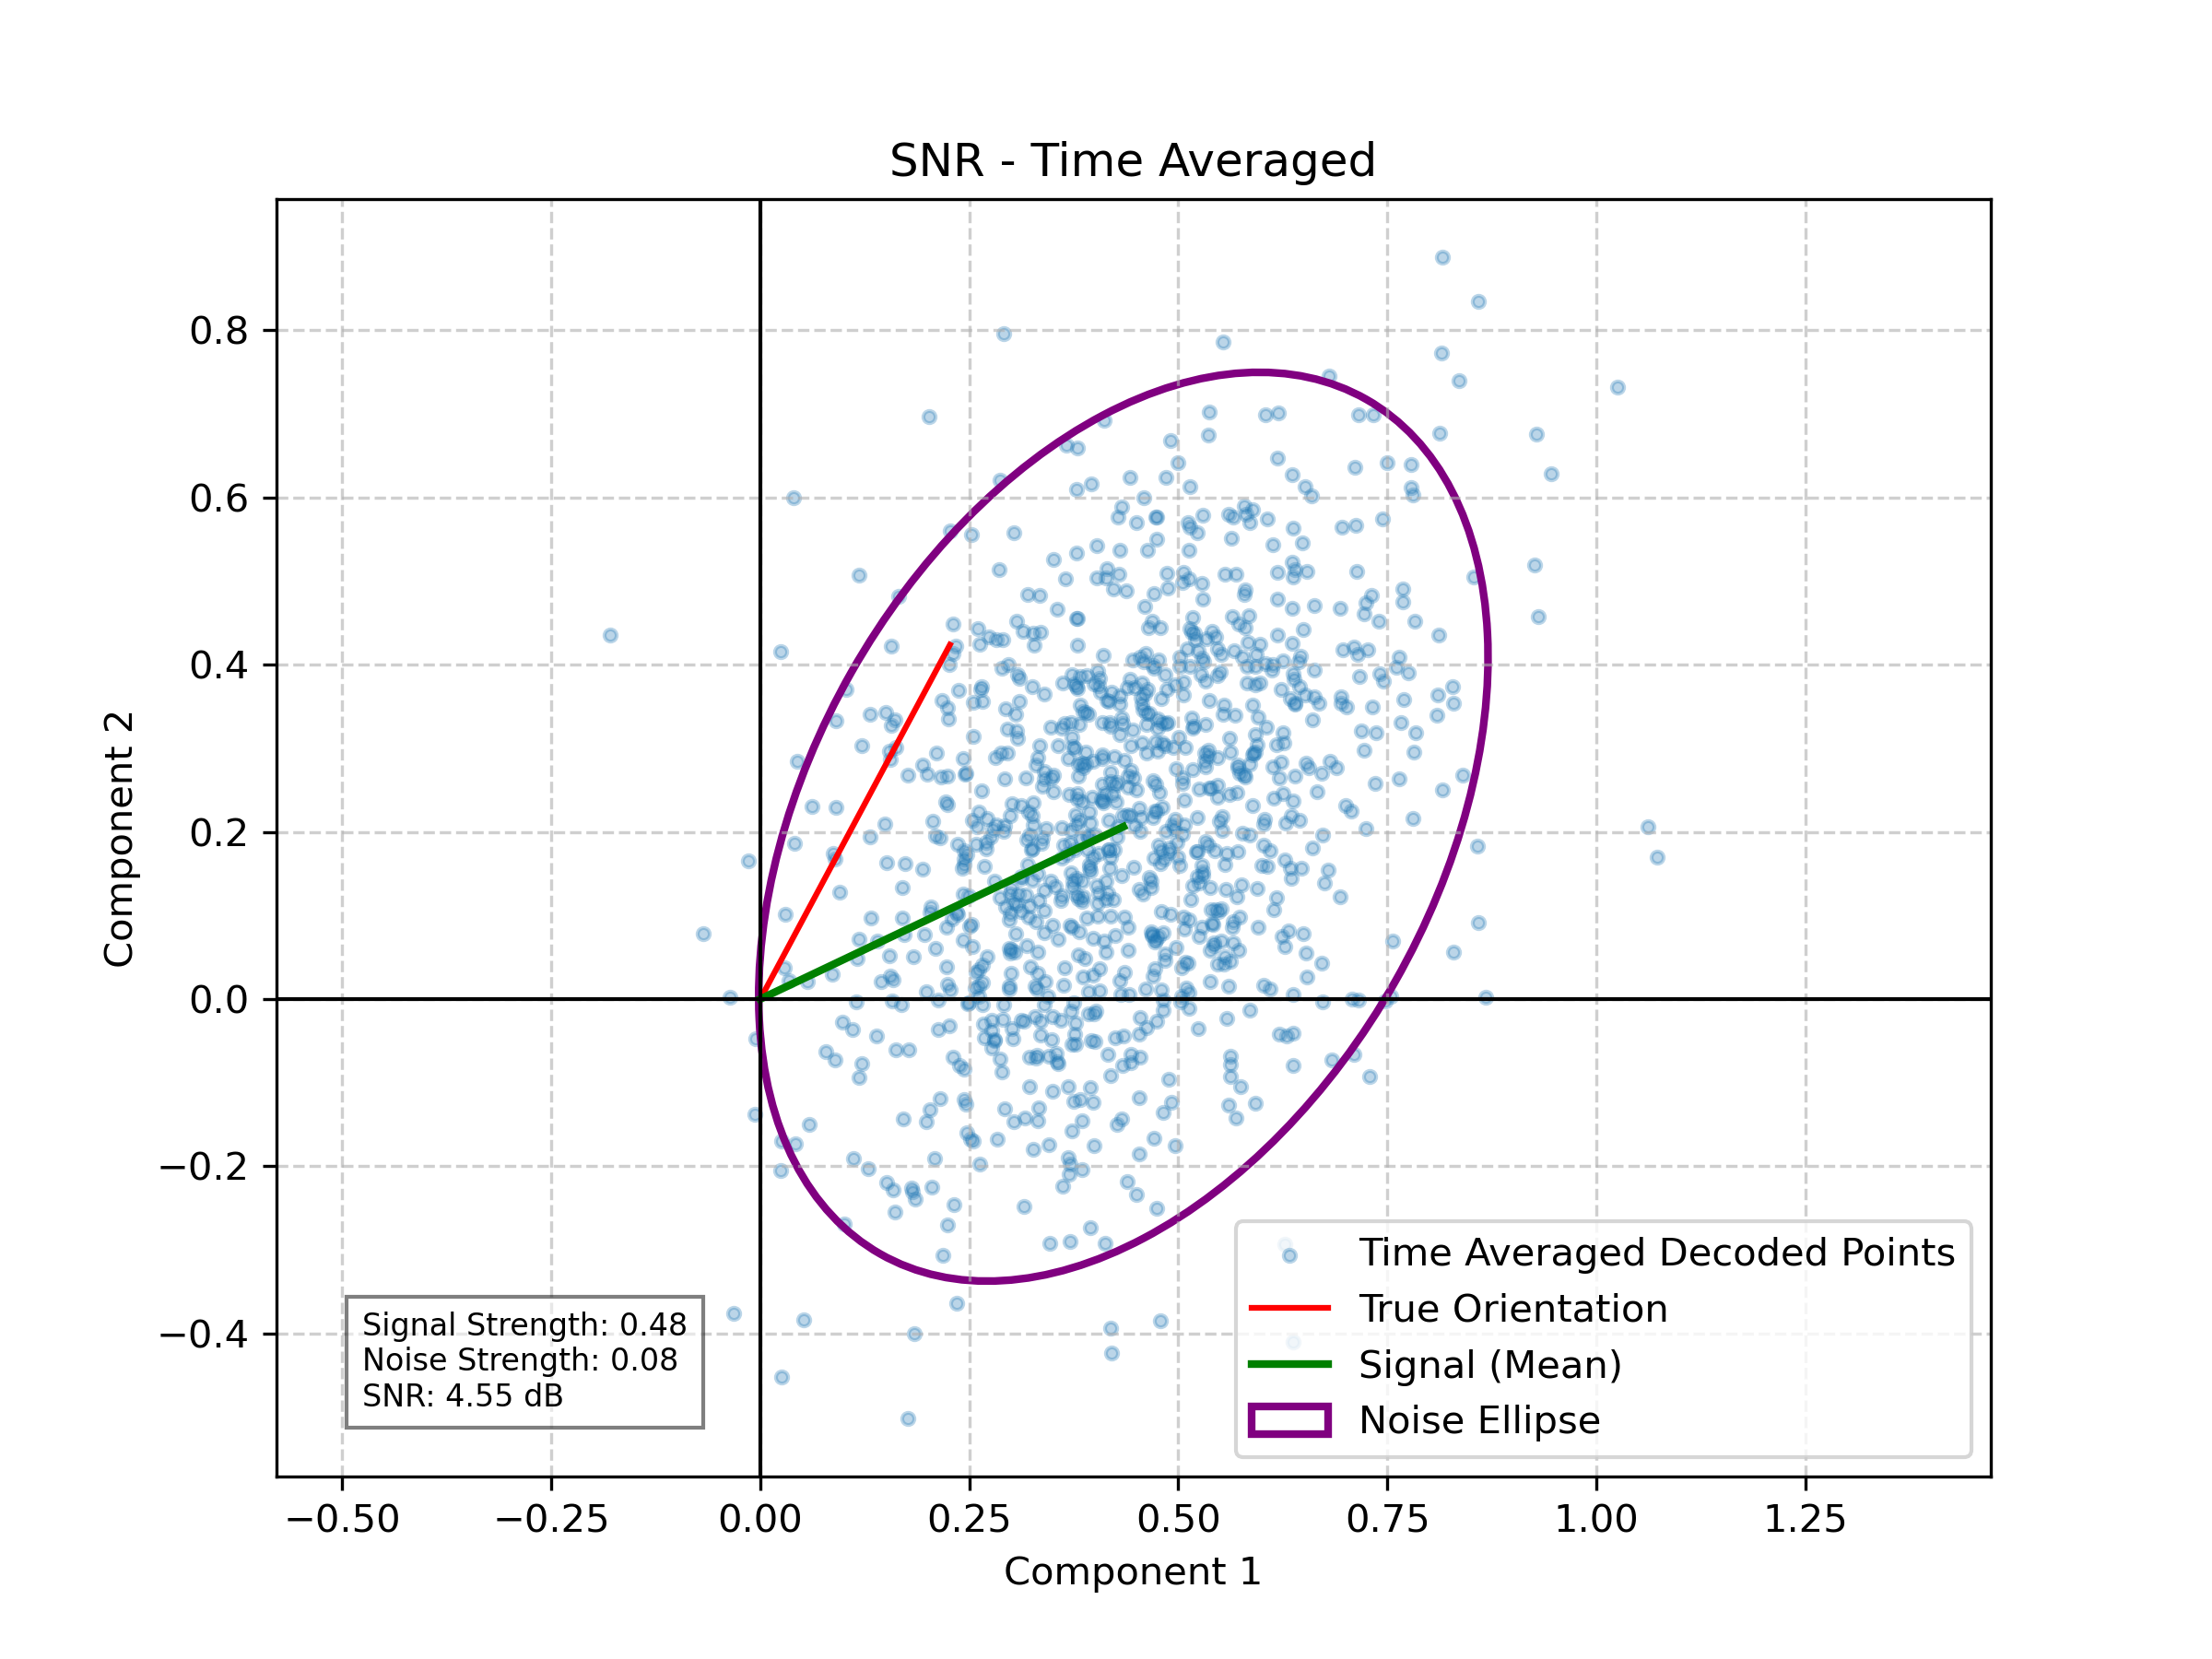 SNR - Time Averaged
Component 2
0.8
0.6
0.4
0.2
0.0
−0.2
−0.4
Signal Strength: 0.48
Noise Strength: 0.08
SNR: 4.55 dB
Time Averaged Decoded Points
True Orientation
Signal (Mean)
Noise Ellipse
−0.50 −0.25 0.00 0.25 0.50 0.75 1.00 1.25
Component 1